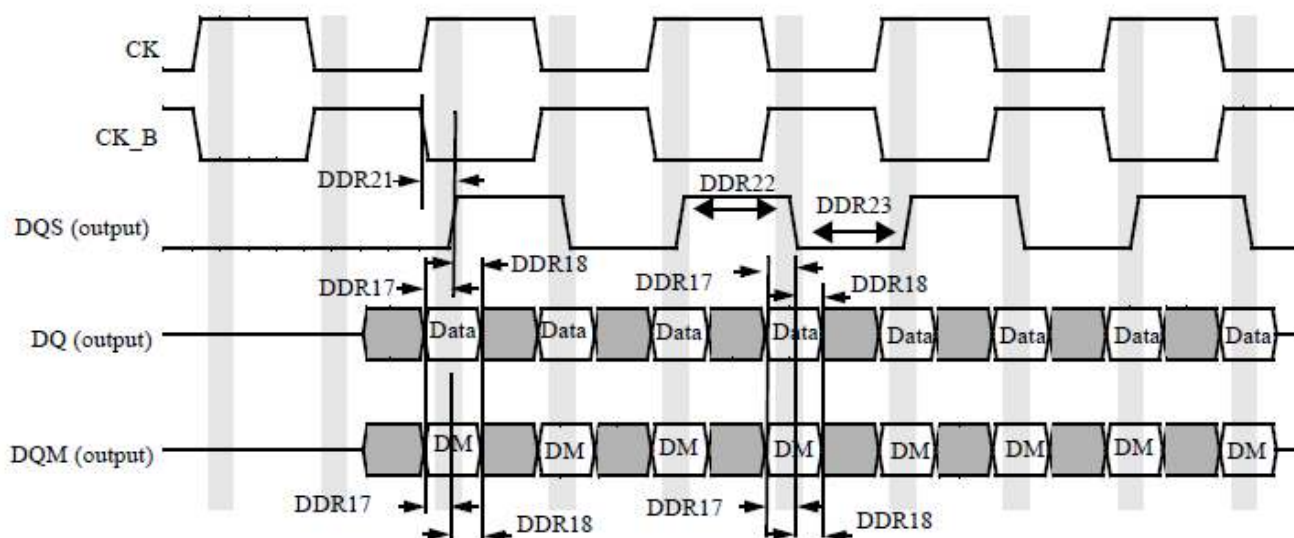 CK
CK_B
DDR21
DDR22
DDR23
DQS (output)
DDR18
DDR17
DDR17
DDR18
DQ (output)
Data Data Data Data Data Data Data Data
DQM (output)
DM DM DM DM DM DM DM DM
DDR17
DDR18
DDR17
DDR18